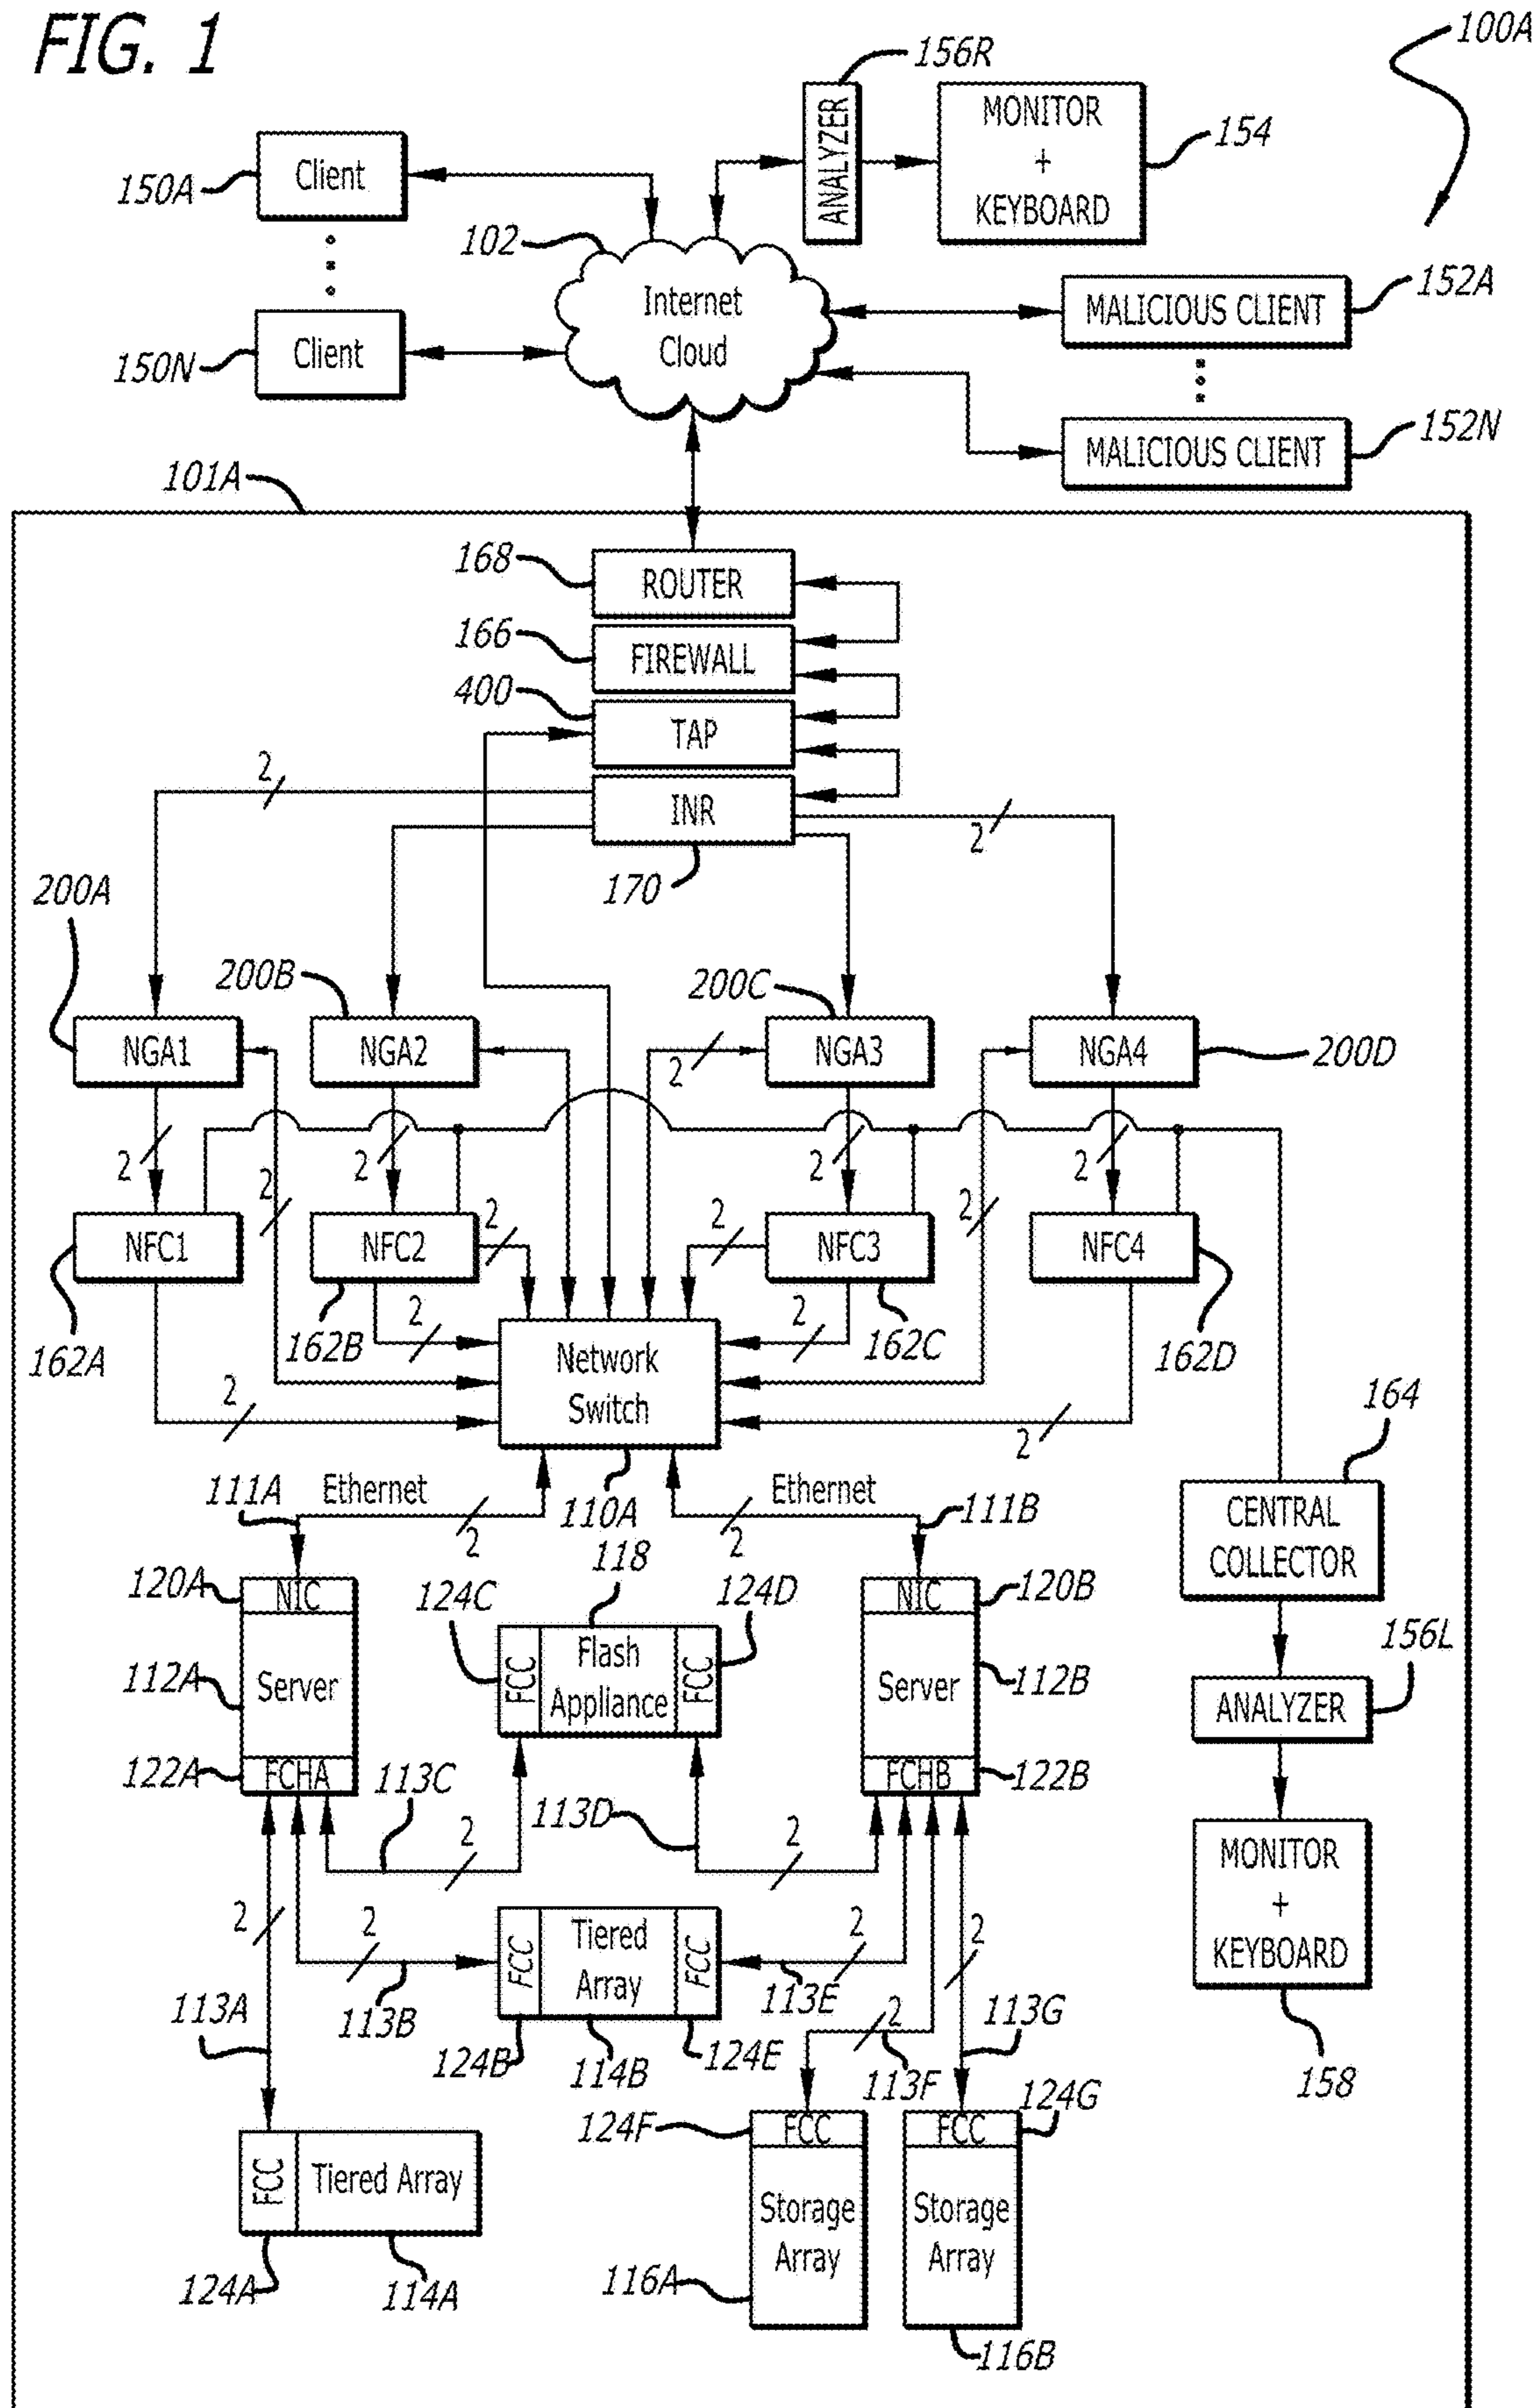 FIG. 1
100A
156R
ANALYZER
MONITOR
+
KEYBOARD
154
150A
Client
102
Internet
Cloud
150N
Client
MALICIOUS CLIENT
152A
MALICIOUS CLIENT
152N
101A
168
ROUTER
166
FIREWALL
400
TAP
2
INR
2
170
200A
200B
200C
NGA1
NGA2
2
NGA3
NGA4
200D
2
2
2
2
2
2
2
2
NFC1
NFC2
NFC3
NFC4
162A
162B
2
2
162C
162D
Network
Switch
2
2
164
111A
Ethernet
2
110A
Ethernet
2
111B
CENTRAL
COLLECTOR
118
120A
NIC
124C
124D
NIC
120B
156L
112A
Server
FCC
Flash
Appliance
FCC
Server
112B
ANALYZER
122A
FCHA
113C
FCHB
122B
113D
2
2
MONITOR
+
KEYBOARD
2
2
FCC
Tiered
Array
FCC
2
2
113A
113B
113E
113G
124B
114B
124E
2
113F
158
124F
FCC
FCC
124G
FCC
Tiered Array
Storage
Array
Storage
Array
124A
114A
116A
116B